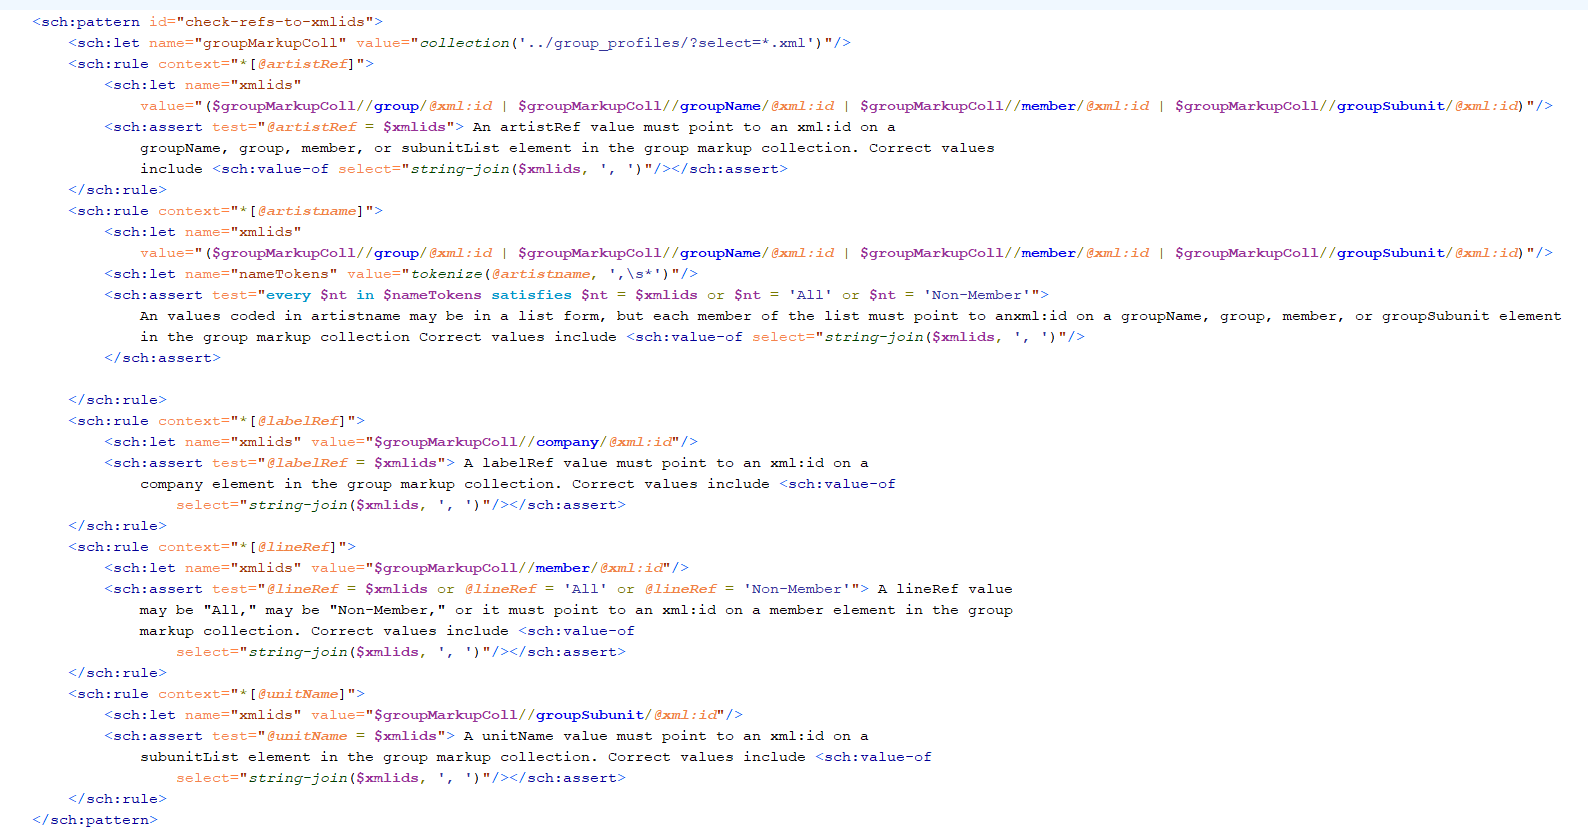 <sch:pattern id="check-refs-to-xmlids">
<sch:let name="groupMarkupColl" value="collection('../group_profiles/?select=*.xml')"/>
<sch:rule context="*[@artistRef]">
<sch:let name="xmlids"
value="($groupMarkupColl//group/@xml:id | $groupMarkupColl//groupName/@xml:id | $groupMarkupColl//member/@xml:id | $groupMarkupColl//groupSubunit/@xml:id)"/>
<sch:assert test="@artistRef = $xmlids"> An artistRef value must point to an xml:id on a
groupName, group, member, or subunitList element in the group markup collection. Correct values
include <sch:value-of select="string-join($xmlids, ', ')"/></sch:assert>
</sch:rule>
<sch:rule context="*[@artistname]">
<sch:let name="xmlids"
value="($groupMarkupColl//group/@xml:id | $groupMarkupColl//groupName/@xml:id | $groupMarkupColl//member/@xml:id | $groupMarkupColl//groupSubunit/@xml:id)"/>
<sch:let name="nameTokens" value="tokenize(@artistname, ',\s*')"/>
<sch:assert test="every $nt in $nameTokens satisfies $nt = $xmlids or $nt = 'All' or $nt = 'Non-Member'">
An values coded in artistname may be in a list form, but each member of the list must point to anxml:id on a groupName, group, member, or groupSubunit element
in the group markup collection Correct values include <sch:value-of select="string-join($xmlids, ', ')"/>
</sch:assert>
</sch:rule>
<sch:rule context="*[@labelRef]">
<sch:let name="xmlids" value="$groupMarkupColl//company/@xml:id"/>
<sch:assert test="@labelRef = $xmlids"> A labelRef value must point to an xml:id on a
company element in the group markup collection. Correct values include <sch:value-of
select="string-join($xmlids, ', ')"/></sch:assert>
</sch:rule>
<sch:rule context="*[@lineRef]">
<sch:let name="xmlids" value="$groupMarkupColl//member/@xml:id"/>
<sch:assert test="@lineRef = $xmlids or @lineRef = 'All' or @lineRef = 'Non-Member'"> A lineRef value
may be "All," may be "Non-Member," or it must point to an xml:id on a member element in the group
markup collection. Correct values include <sch:value-of
select="string-join($xmlids, ', ')"/></sch:assert>
</sch:rule>
<sch:rule context="*[@unitName]">
<sch:let name="xmlids" value="$groupMarkupColl//groupSubunit/@xml:id"/>
<sch:assert test="@unitName = $xmlids"> A unitName value must point to an xml:id on a
subunitList element in the group markup collection. Correct values include <sch:value-of
select="string-join($xmlids, ', ')"/></sch:assert>
</sch:rule>
</sch:pattern>